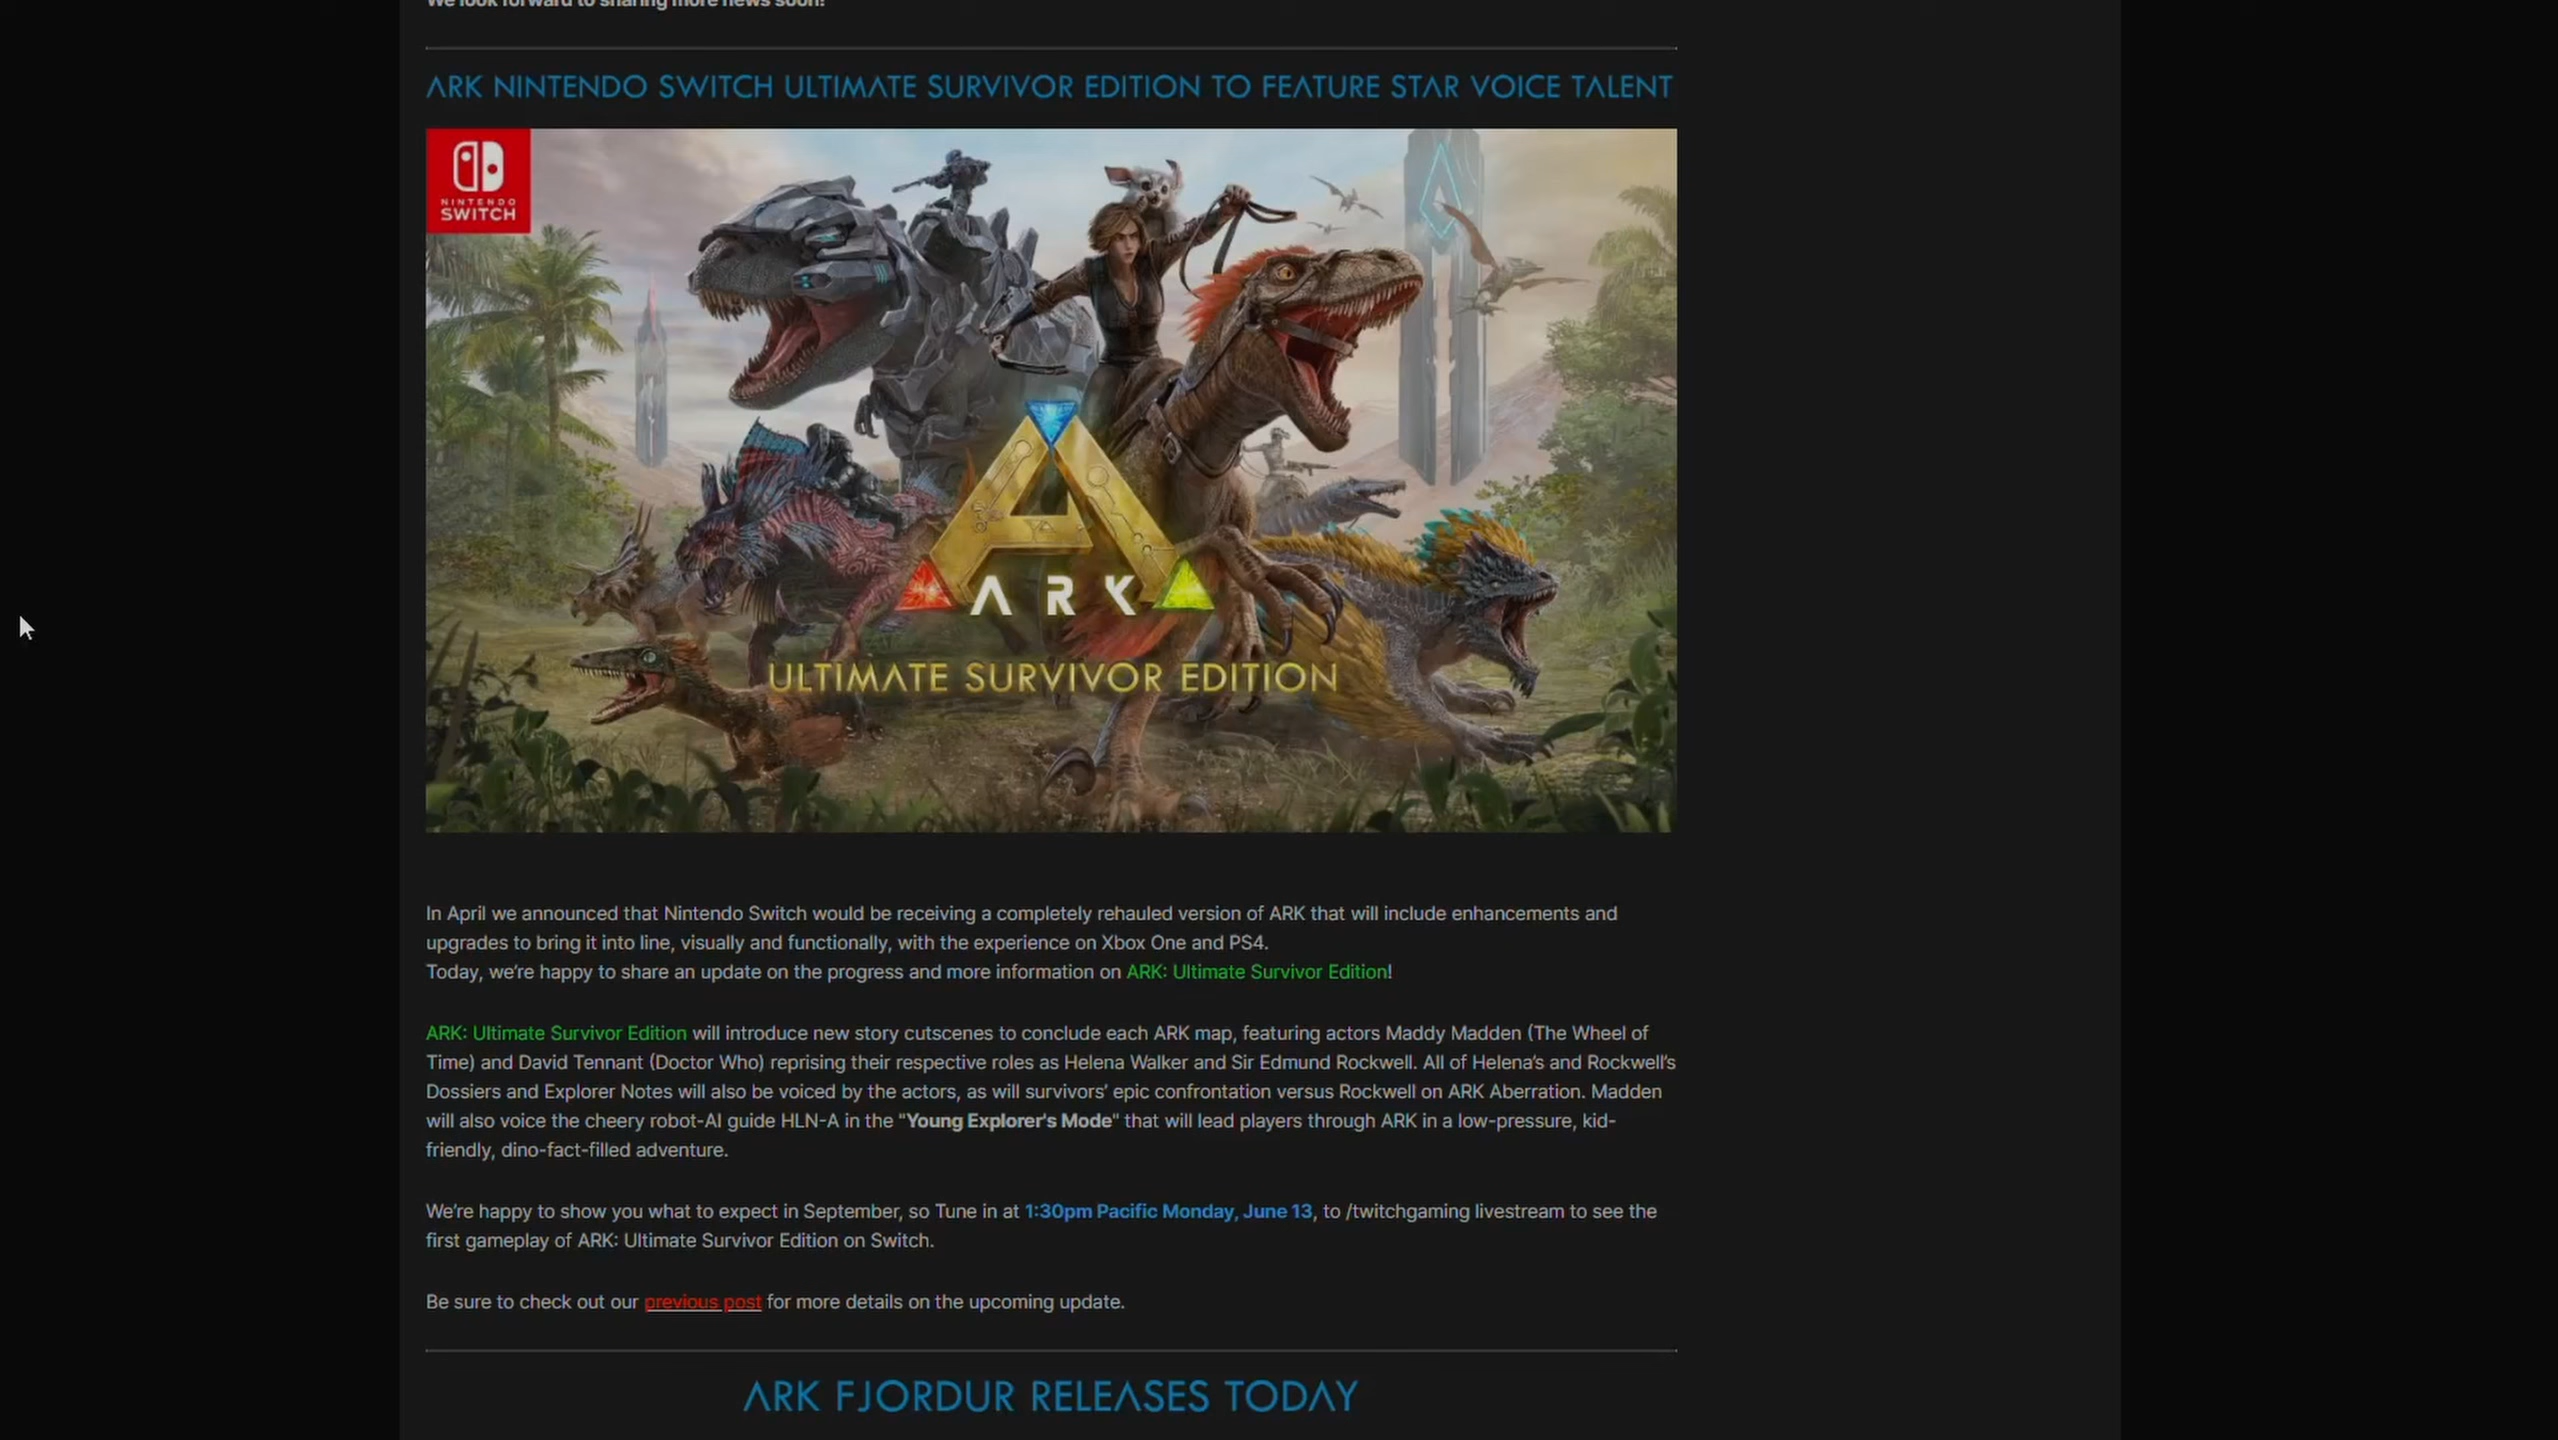 We look forward to sharing more news soon!
ARK NINTENDO SWITCH ULTIMATE SURVIVOR EDITION TO FEATURE STAR VOICE TALENT
NINTENDO
SWITCH
ARK
ULTIMATE SURVIVOR EDITION
In April we announced that Nintendo Switch would be receiving a completely rehauled version of ARK that will include enhancements and
upgrades to bring it into line, visually and functionally, with the experience on Xbox One and PS4.
Today, we’re happy to share an update on the progress and more information on ARK: Ultimate Survivor Edition!
ARK: Ultimate Survivor Edition will introduce new story cutscenes to conclude each ARK map, featuring actors Maddy Madden (The Wheel of
Time) and David Tennant (Doctor Who) reprising their respective roles as Helena Walker and Sir Edmund Rockwell. All of Helena’s and Rockwell’s
Dossiers and Explorer Notes will also be voiced by the actors, as will survivors’ epic confrontation versus Rockwell on ARK Aberration. Madden
will also voice the cheery robot-AI guide HLN-A in the "Young Explorer's Mode" that will lead players through ARK in a low-pressure, kid-
friendly, dino-fact-filled adventure.
We’re happy to show you what to expect in September, so Tune in at 1:30pm Pacific Monday, June 13, to /twitchgaming livestream to see the
first gameplay of ARK: Ultimate Survivor Edition on Switch.
Be sure to check out our previous post for more details on the upcoming update.
ARK FJORDUR RELEASES TODAY